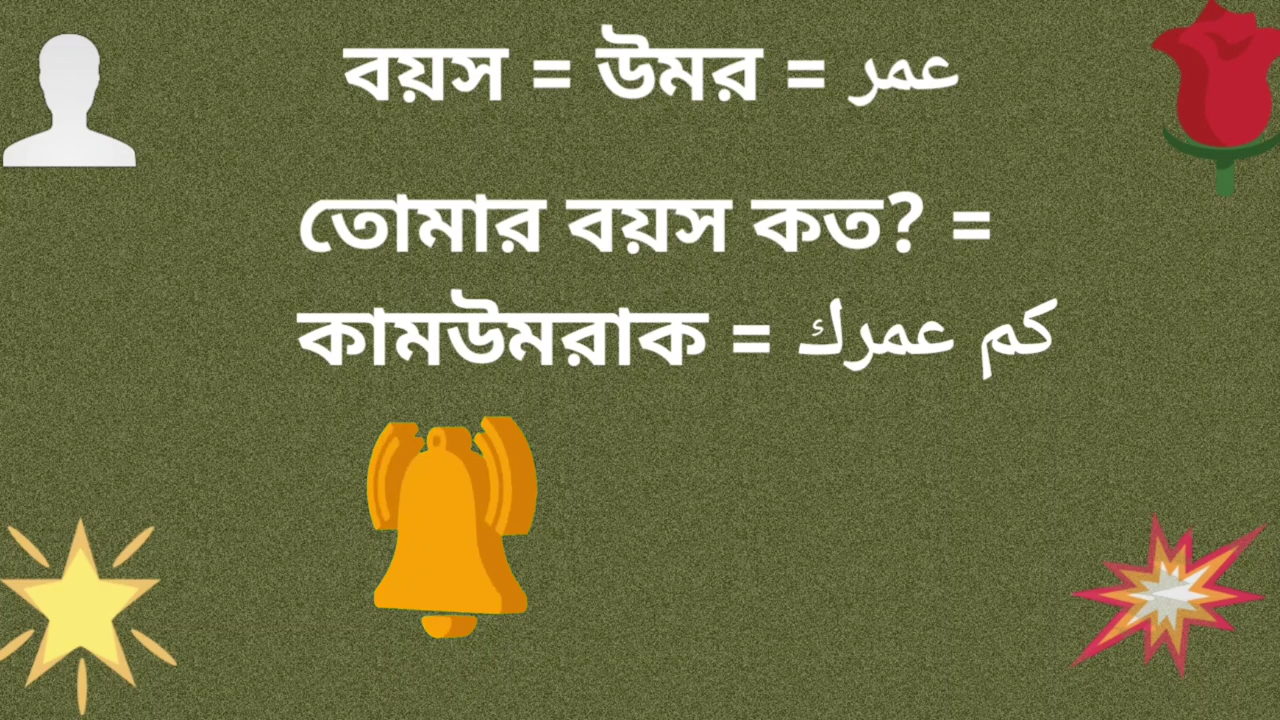 বয়স = উমর = عمر
তোমার বয়স কত? =
কামউমরাক = كم عمرك